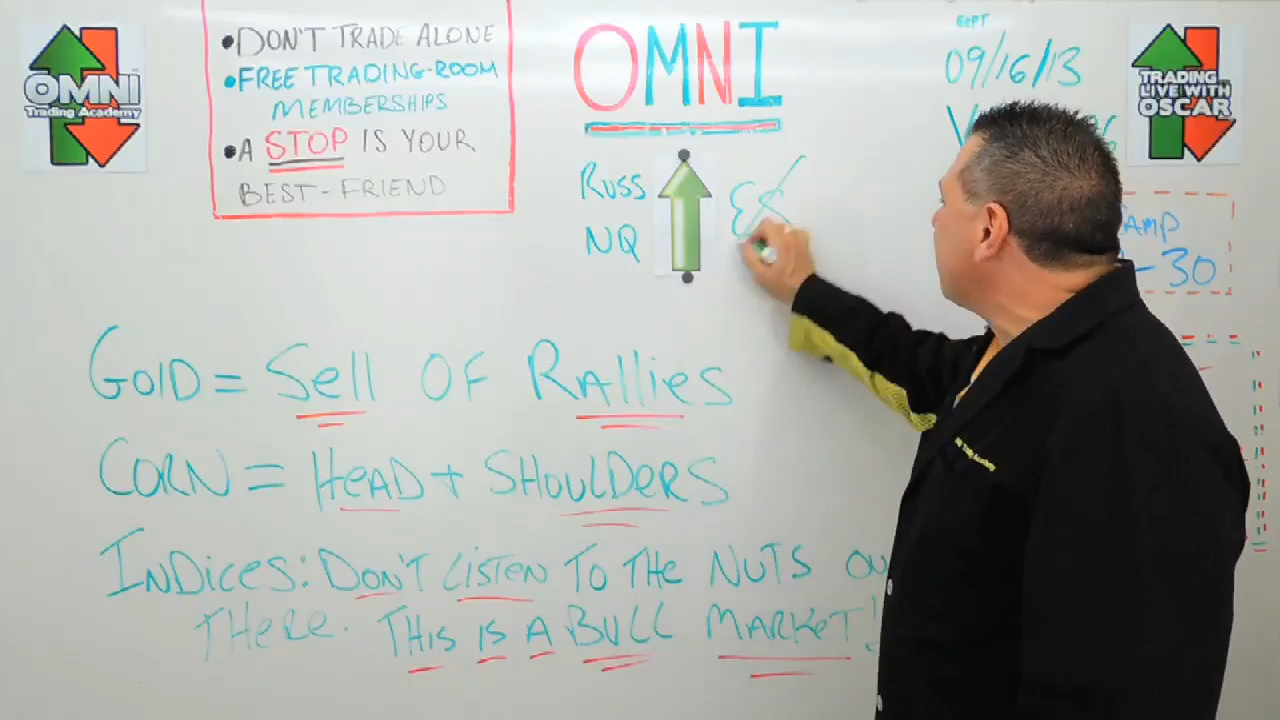 OMNI
Trading Academy
•DON'T TRADE ALONE
•FREE TRADING-ROOM
MEMBERSHIPS
•A STOP IS YOUR
BEST-FRIEND
OMNI
RUSS
NQ
ES
SEPT
09/16/13
TRADING
LIVE WITH
OSCAR
CAMP
-30
GOlD = Sell OF RAllieS
CORN = HeAD + SHOULDeRS
INDiCeS: DON'T LiSTeN TO THE NUTS
THeRe. THiS iS A BULL MARKeT!